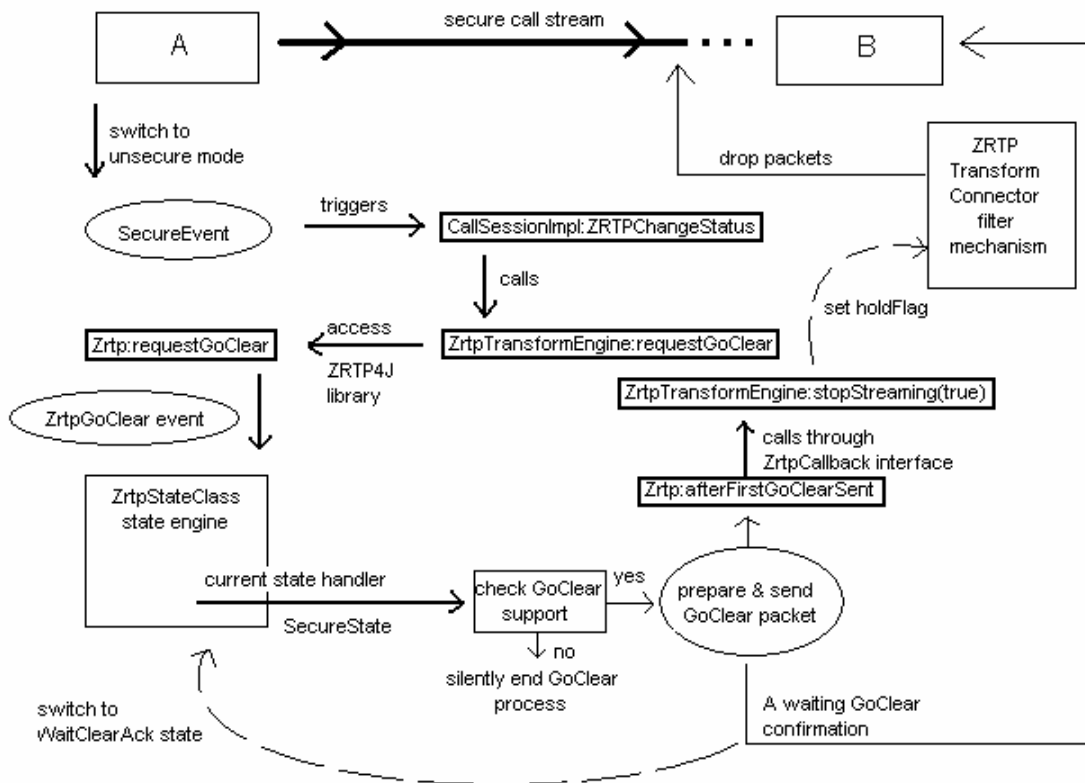 secure call stream
A
B
switch to
unsecure mode
drop packets
ZRTP
Transform
Connector
filter
mechanism
SecureEvent
triggers
CallSessionImpl:ZRTPChangeStatus
calls
set holdFlag
Zrtp:requestGoClear
access
ZRTP4J
library
ZrtpTransformEngine:requestGoClear
ZrtpGoClear event
ZrtpTransformEngine:stopStreaming(true)
calls through
ZrtpCallback interface
Zrtp:afterFirstGoClearSent
ZrtpStateClass
state engine
current state handler
SecureState
check GoClear
support
yes
prepare & send
GoClear packet
no
silently end GoClear
process
switch to
WaitClearAck state
A waiting GoClear
confirmation